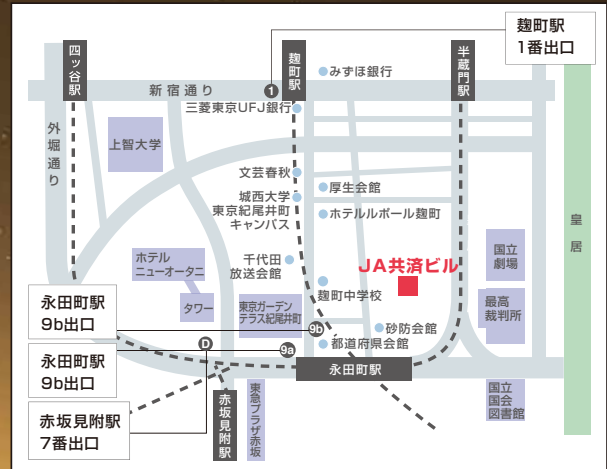 麹町駅
1番出口
四ッ谷駅
麹町駅
半蔵門駅
みずほ銀行
新宿通り
1
三菱東京UFJ銀行
外堀通り
上智大学
文芸春秋
厚生会館
城西大学
東京紀尾井町
キャンパス
ホテルルポール麹町
皇居
千代田
放送会館
国立
劇場
ホテル
ニューオータニ
JA共済ビル
麹町中学校
タワー
東京ガーデン
テラス紀尾井町
最高
裁判所
永田町駅
9b出口
9b
砂防会館
D
9a
都道府県会館
永田町駅
9b出口
永田町駅
赤坂見附駅
7番出口
赤坂見附駅
東急プラザ赤坂
国立
国会
図書館